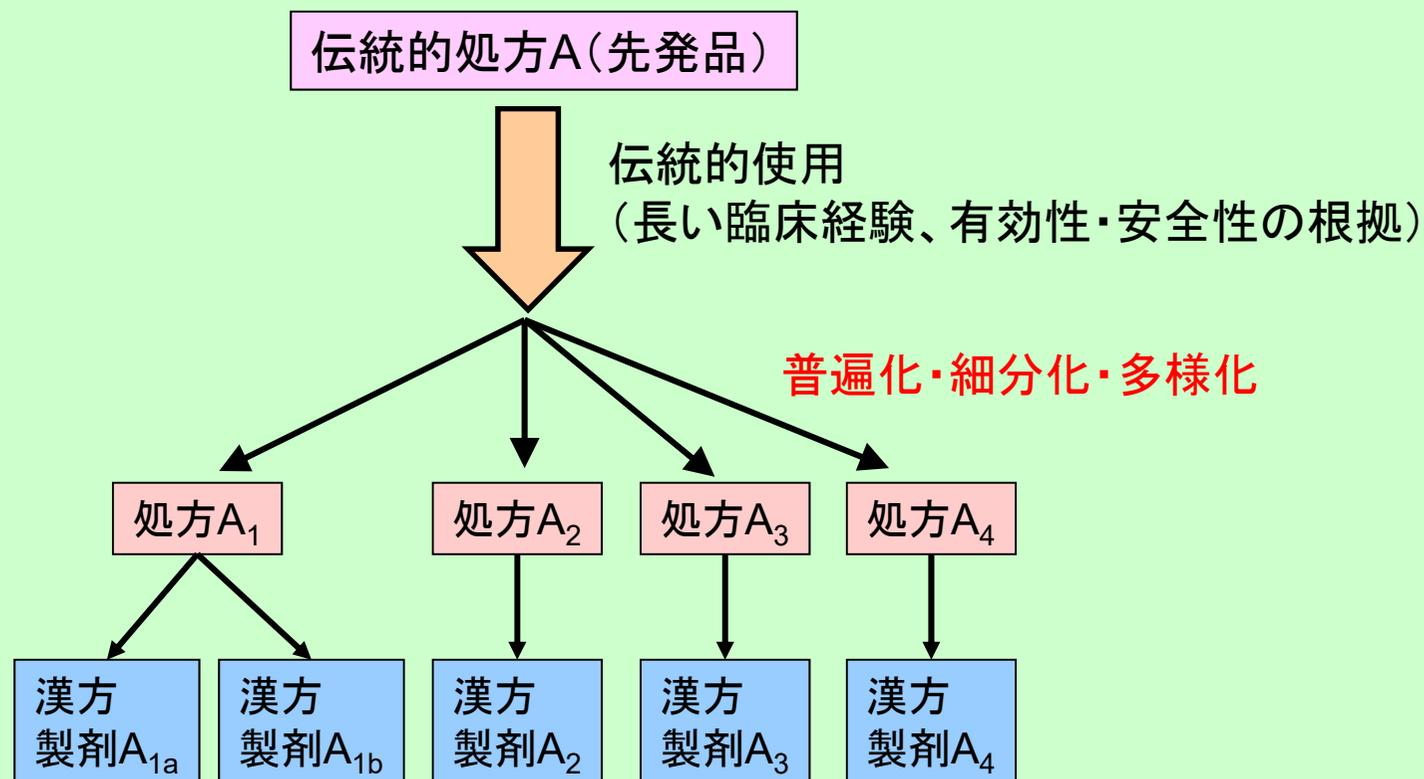 伝統的処方A(先発品)
伝統的使用
(長い臨床経験、有効性・安全性の根拠)
普遍化・細分化・多様化
処方A1
処方A2
処方A3
処方A4
漢方
製剤A1a
漢方
製剤A1b
漢方
製剤A2
漢方
製剤A3
漢方
製剤A4